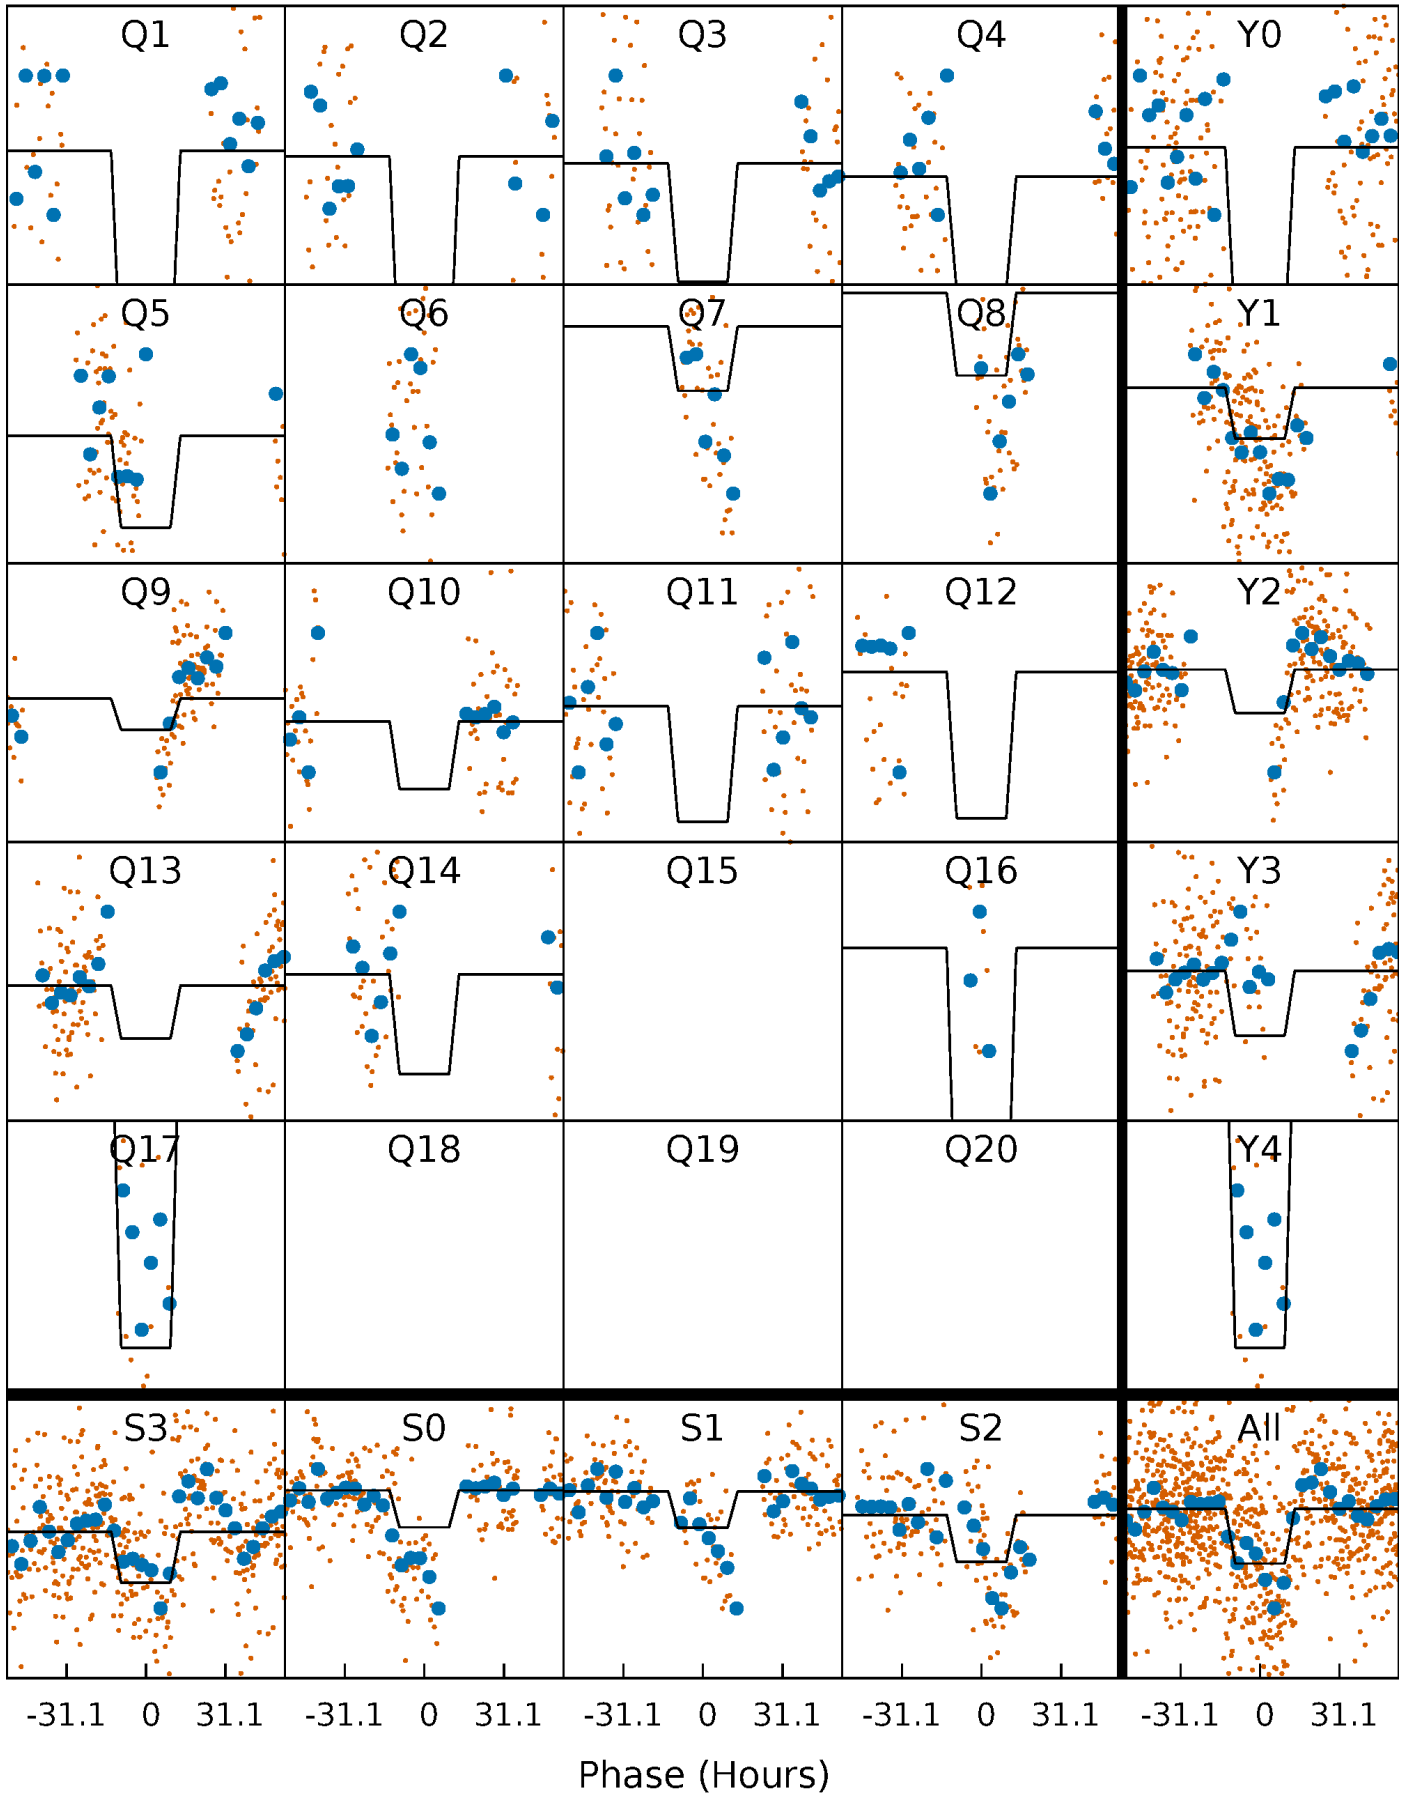 Q1 Q2 Q3 Q4 Y0
Q5 Q6 Q7 Q8 Y1
Q9 Q10 Q11 Q12 Y2
Q13 Q14 Q15 Q16 Y3
Q17 Q18 Q19 Q20 Y4
S3 S0 S1 S2 All
-31.1 0 31.1 -31.1 0 31.1 -31.1 0 31.1 -31.1 0 31.1 -31.1 0 31.1
Phase (Hours)